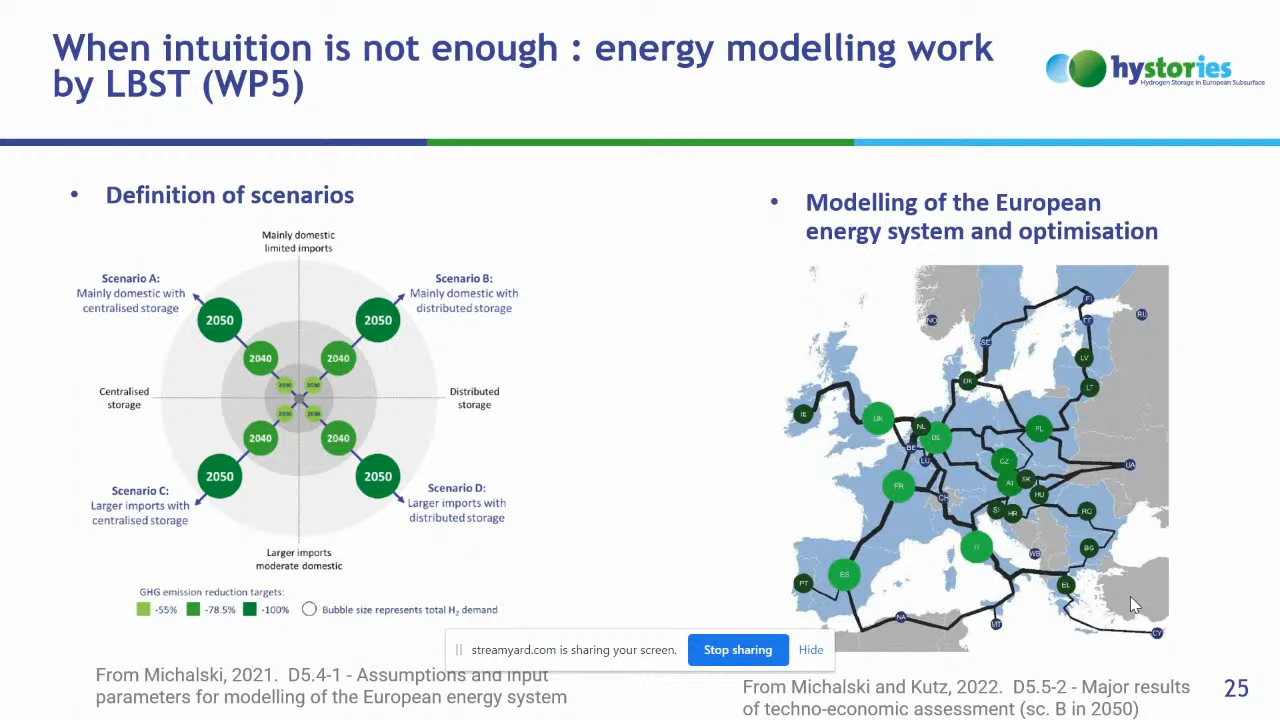 When intuition is not enough : energy modelling work
by LBST (WP5)
hystories
Hydrogen Storage in European Subsurface
• Definition of scenarios
Mainly domestic
limited imports
Scenario A:
Mainly domestic with
centralised storage
Scenario B:
Mainly domestic with
distributed storage
2050
2050
2040
2040
2030
2030
Centralised
storage
Distributed
storage
2030
2030
2040
2040
2050
2050
Scenario C:
Larger imports with
centralised storage
Scenario D:
Larger imports with
distributed storage
Larger imports
moderate domestic
GHG emission reduction targets:
-55% -78.5% -100% Bubble size represents total H₂ demand
• Modelling of the European
energy system and optimisation
FI
NO
RU
EE
SE
LV
DK
LT
IE
UK
NL
PL
DE
BE
LU
CZ
UA
AT
SK
FR
HU
CH
SI
HR
RO
IT
BG
WB
ES
PT
EL
NA
MT
CY
streamyard.com is sharing your screen.
Stop sharing
Hide
From Michalski, 2021. D5.4-1 - Assumptions and input
parameters for modelling of the European energy system
From Michalski and Kutz, 2022. D5.5-2 - Major results
of techno-economic assessment (sc. B in 2050)
25